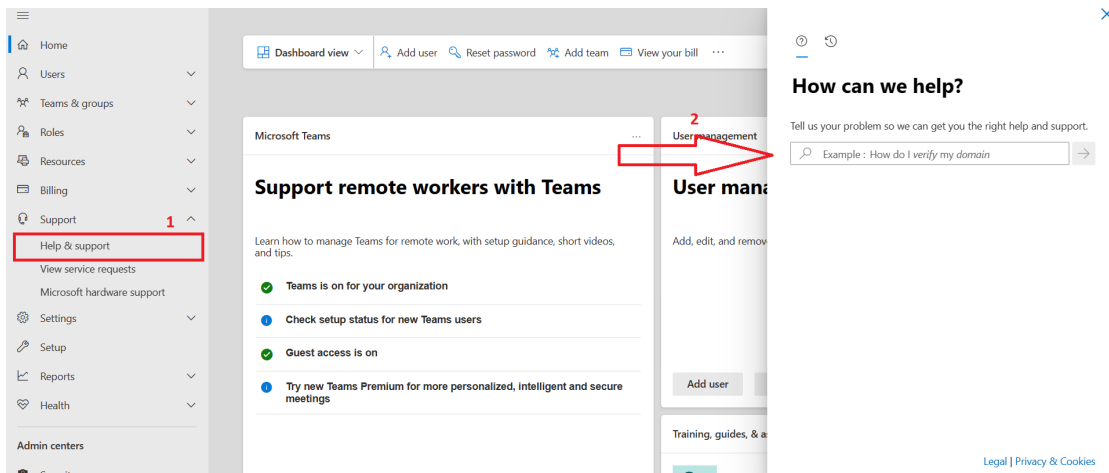 Home
Users
Teams & groups
Roles
Resources
Billing
Support
1
Help & support
View service requests
Microsoft hardware support
Settings
Setup
Reports
Health
Admin centers
Dashboard view
Add user
Reset password
Add team
View your bill
Microsoft Teams
Support remote workers with Teams
Learn how to manage Teams for remote work, with setup guidance, short videos,
and tips.
Teams is on for your organization
Check setup status for new Teams users
Guest access is on
Try new Teams Premium for more personalized, intelligent and secure
meetings
2
User management
User mana
Add, edit, and remov
Add user
Training, guides, & a
How can we help?
Tell us your problem so we can get you the right help and support.
Example : How do I verify my domain
Legal | Privacy & Cookies